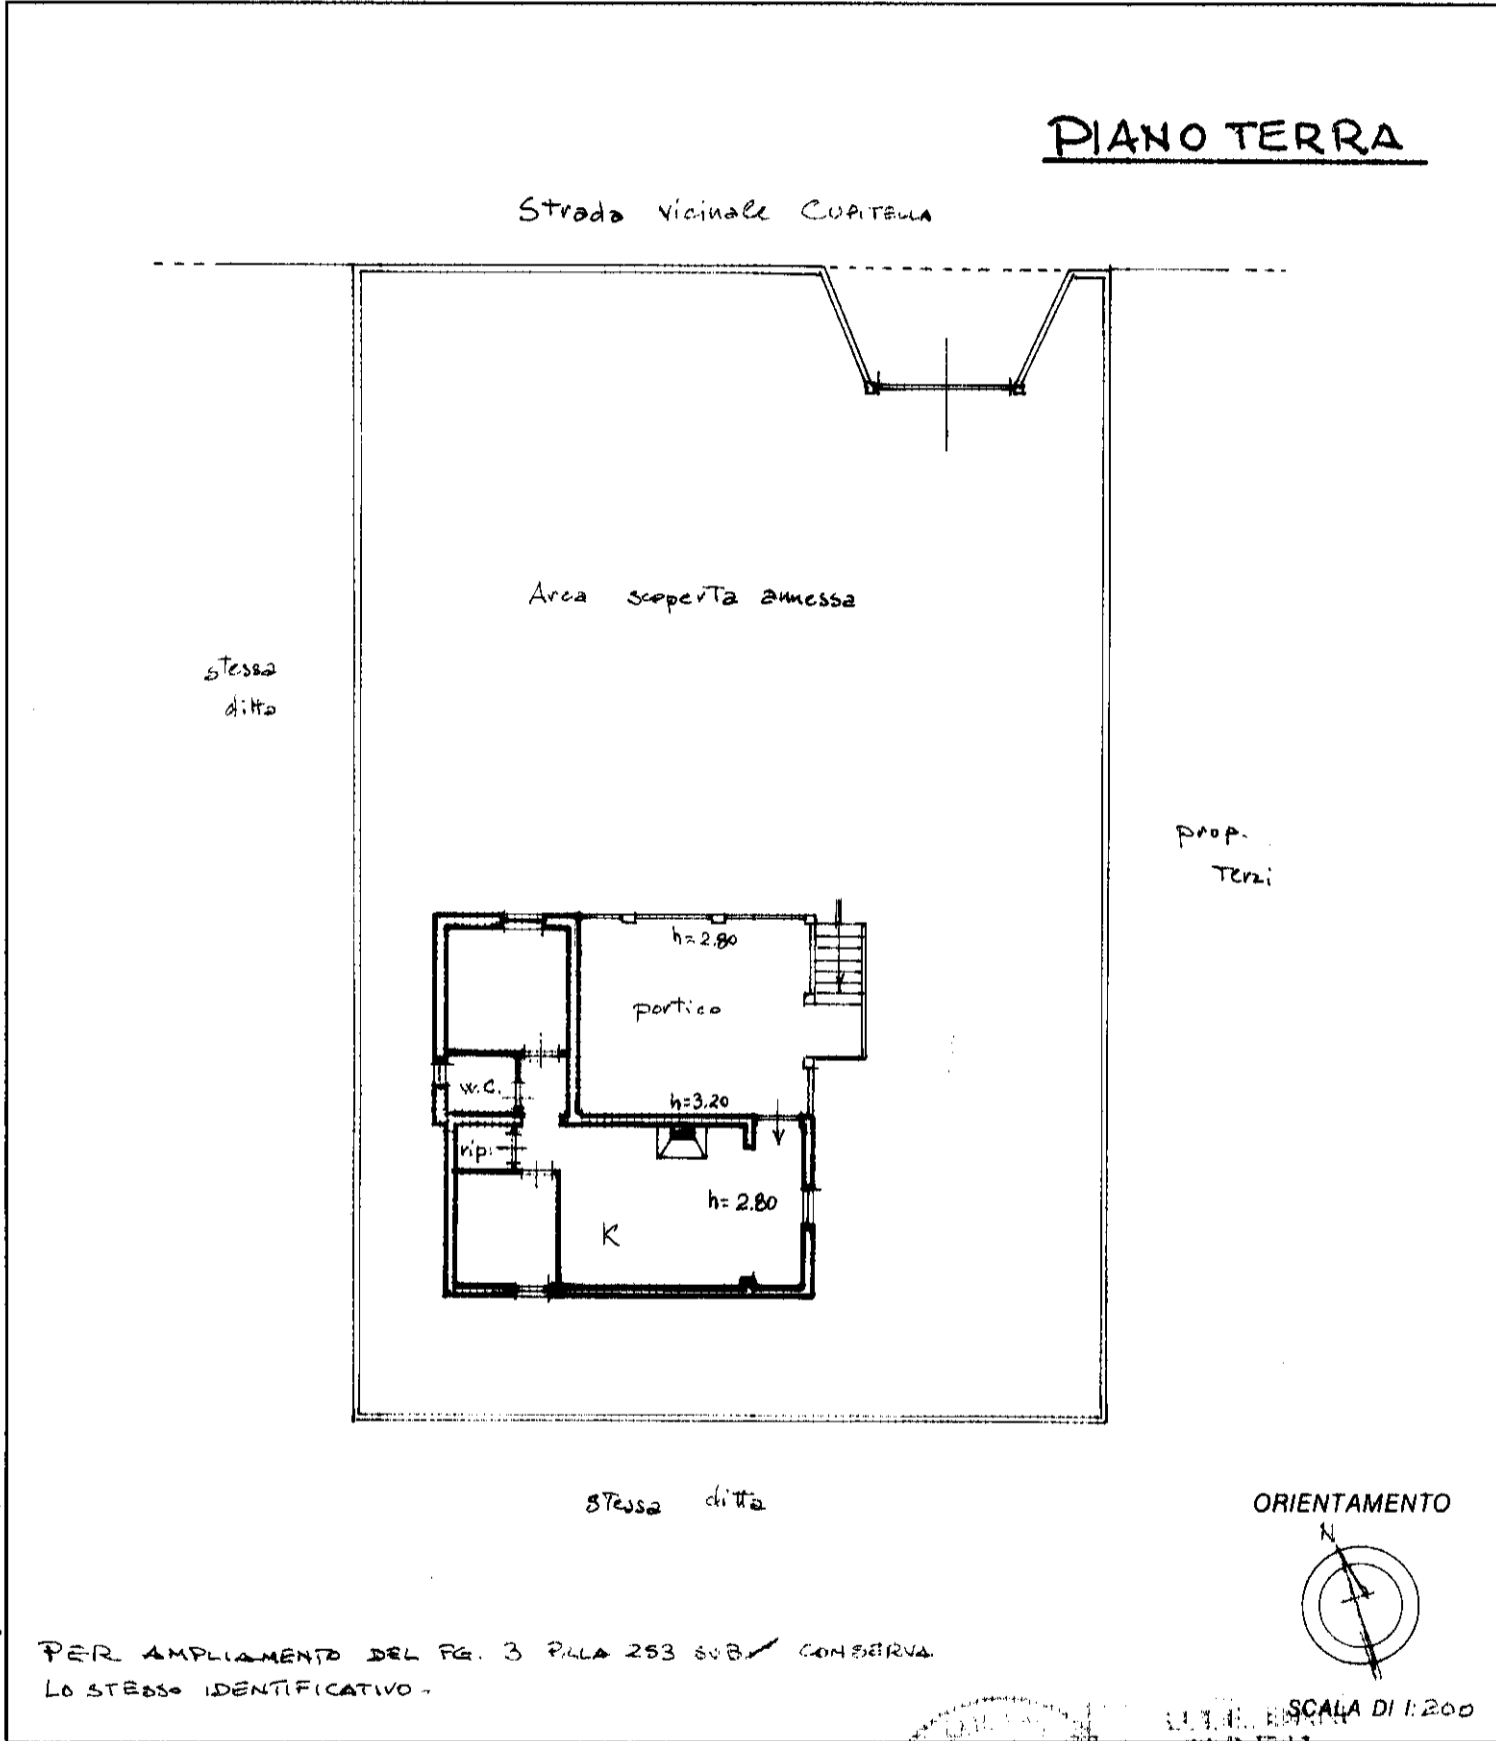 PIANO TERRA
Strada vicinale CUPITELLA
Area scoperta annessa
stessa
ditta
prop.
Terzi
h=2.80
portico
w.c.
h=3.20
rip.
h=2.80
K
stessa ditta
ORIENTAMENTO
N
PER AMPLIAMENTO DEL FG. 3 P.LLA 253 SUB/ CONSERVA
LO STESSO IDENTIFICATIVO.
SCALA DI 1:200